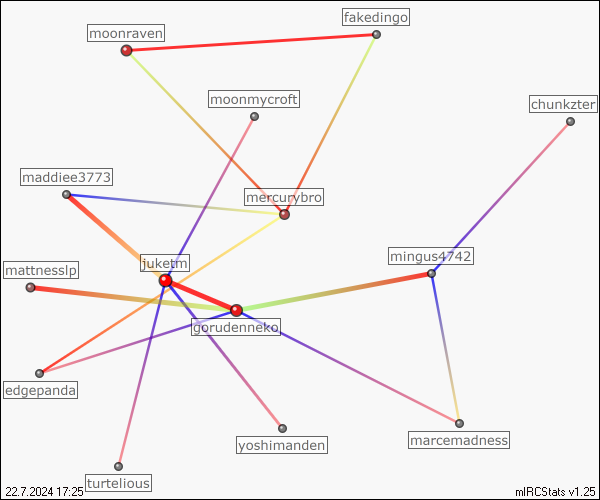 fakedingo
moonraven
moonmycroft
chunkzter
maddiee3773
mercurybro
mingus4742
juketm
mattnesslp
gorudenneko
edgepanda
marcemadness
yoshimanden
turtelious
22.7.2024 17:25
mIRCStats v1.25